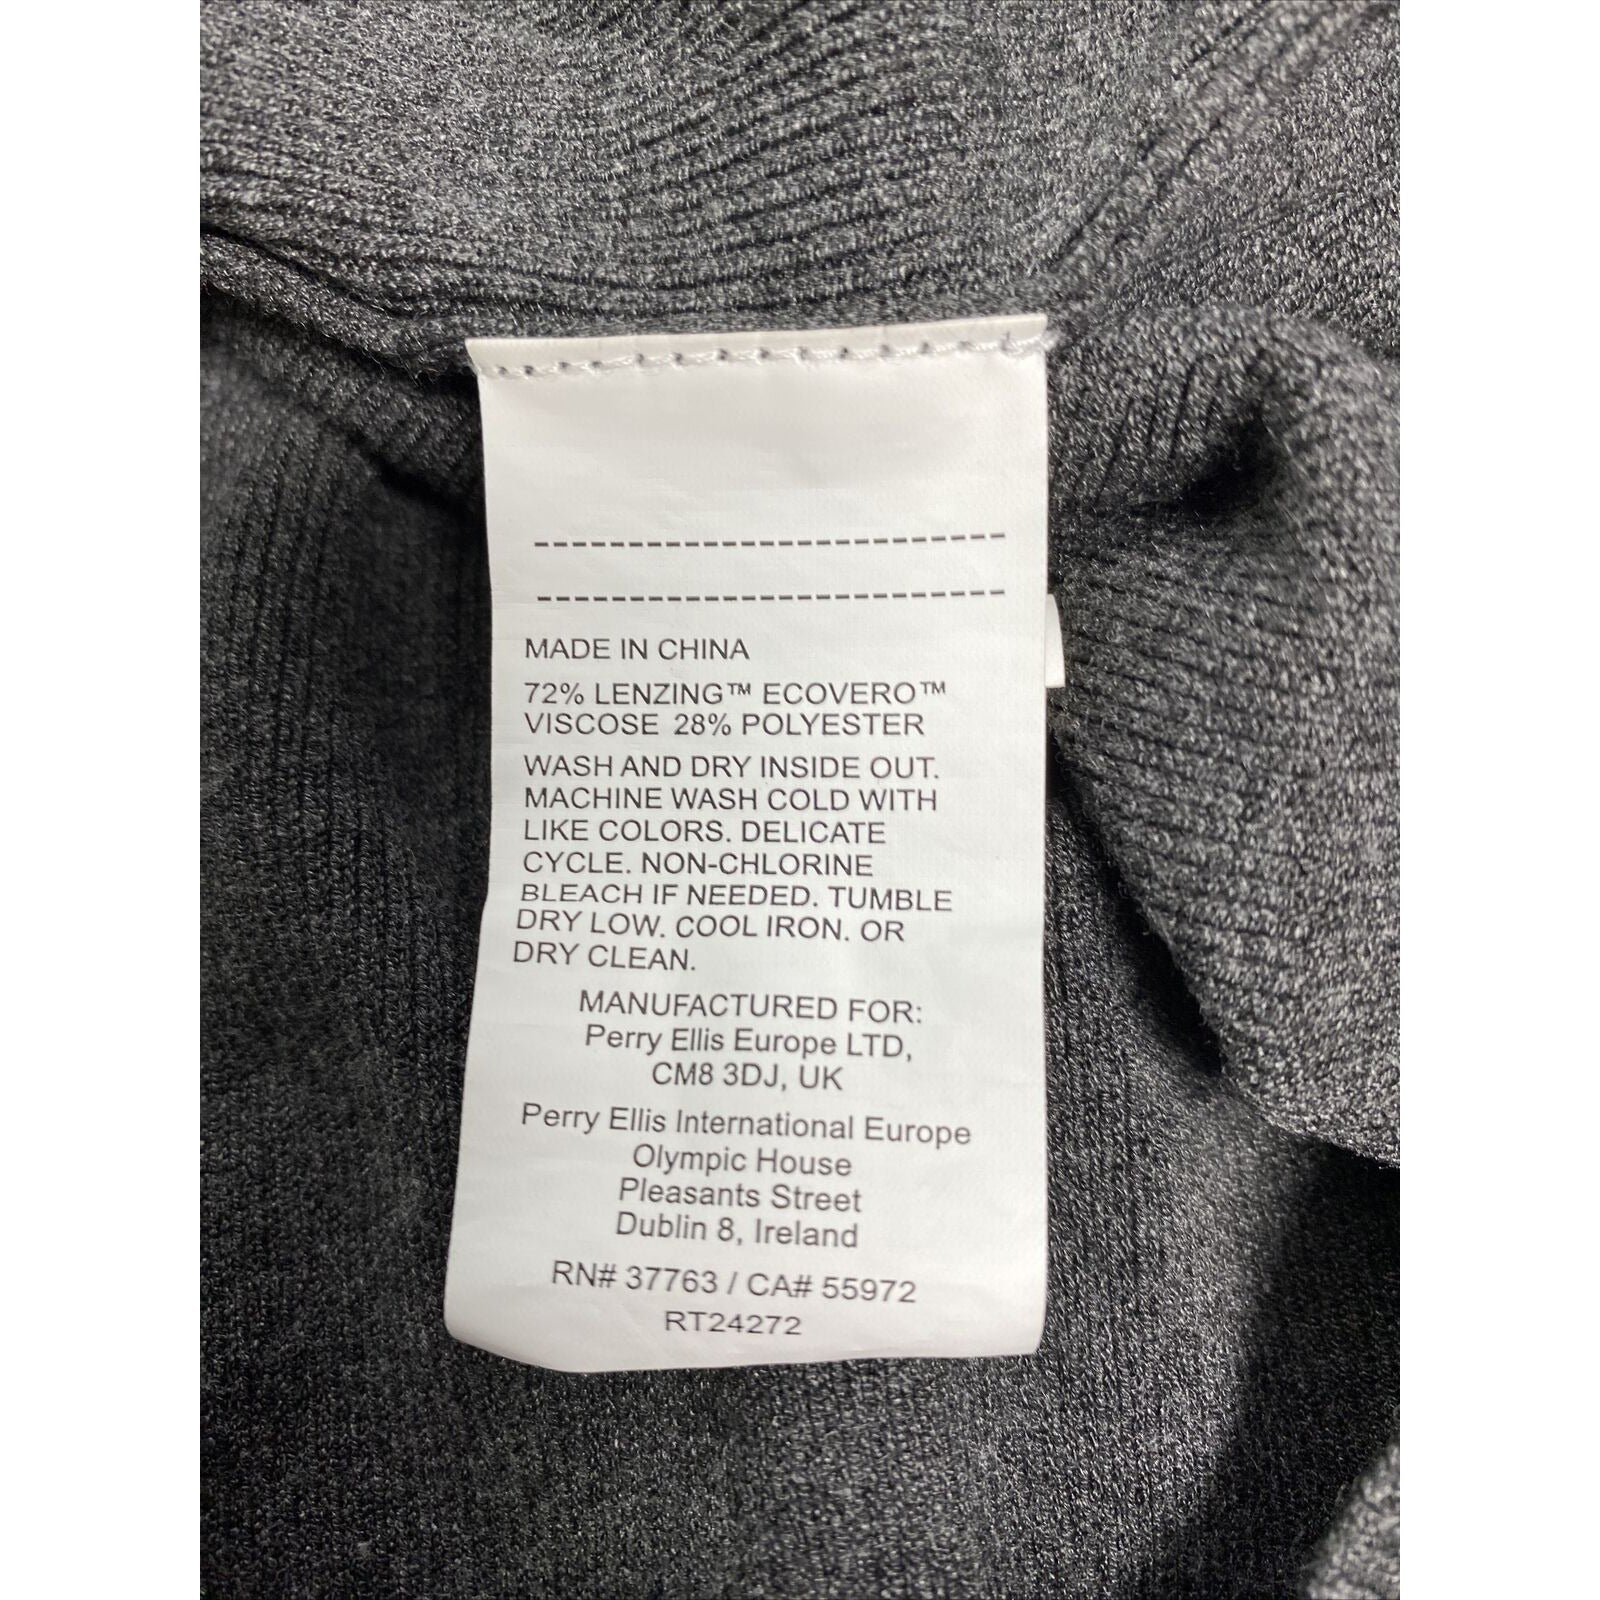 MADE IN CHINA
72% LENZING™ ECOVERO™
VISCOSE 28% POLYESTER
WASH AND DRY INSIDE OUT.
MACHINE WASH COLD WITH
LIKE COLORS. DELICATE
CYCLE. NON-CHLORINE
BLEACH IF NEEDED. TUMBLE
DRY LOW. COOL IRON. OR
DRY CLEAN.
MANUFACTURED FOR:
Perry Ellis Europe LTD,
CM8 3DJ, UK
Perry Ellis International Europe
Olympic House
Pleasants Street
Dublin 8, Ireland
RN# 37763 / CA# 55972
RT24272